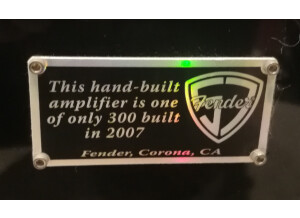 This hand-built
amplifier is one
of only 300 built
in 2007
Fender
Fender, Corona, CA